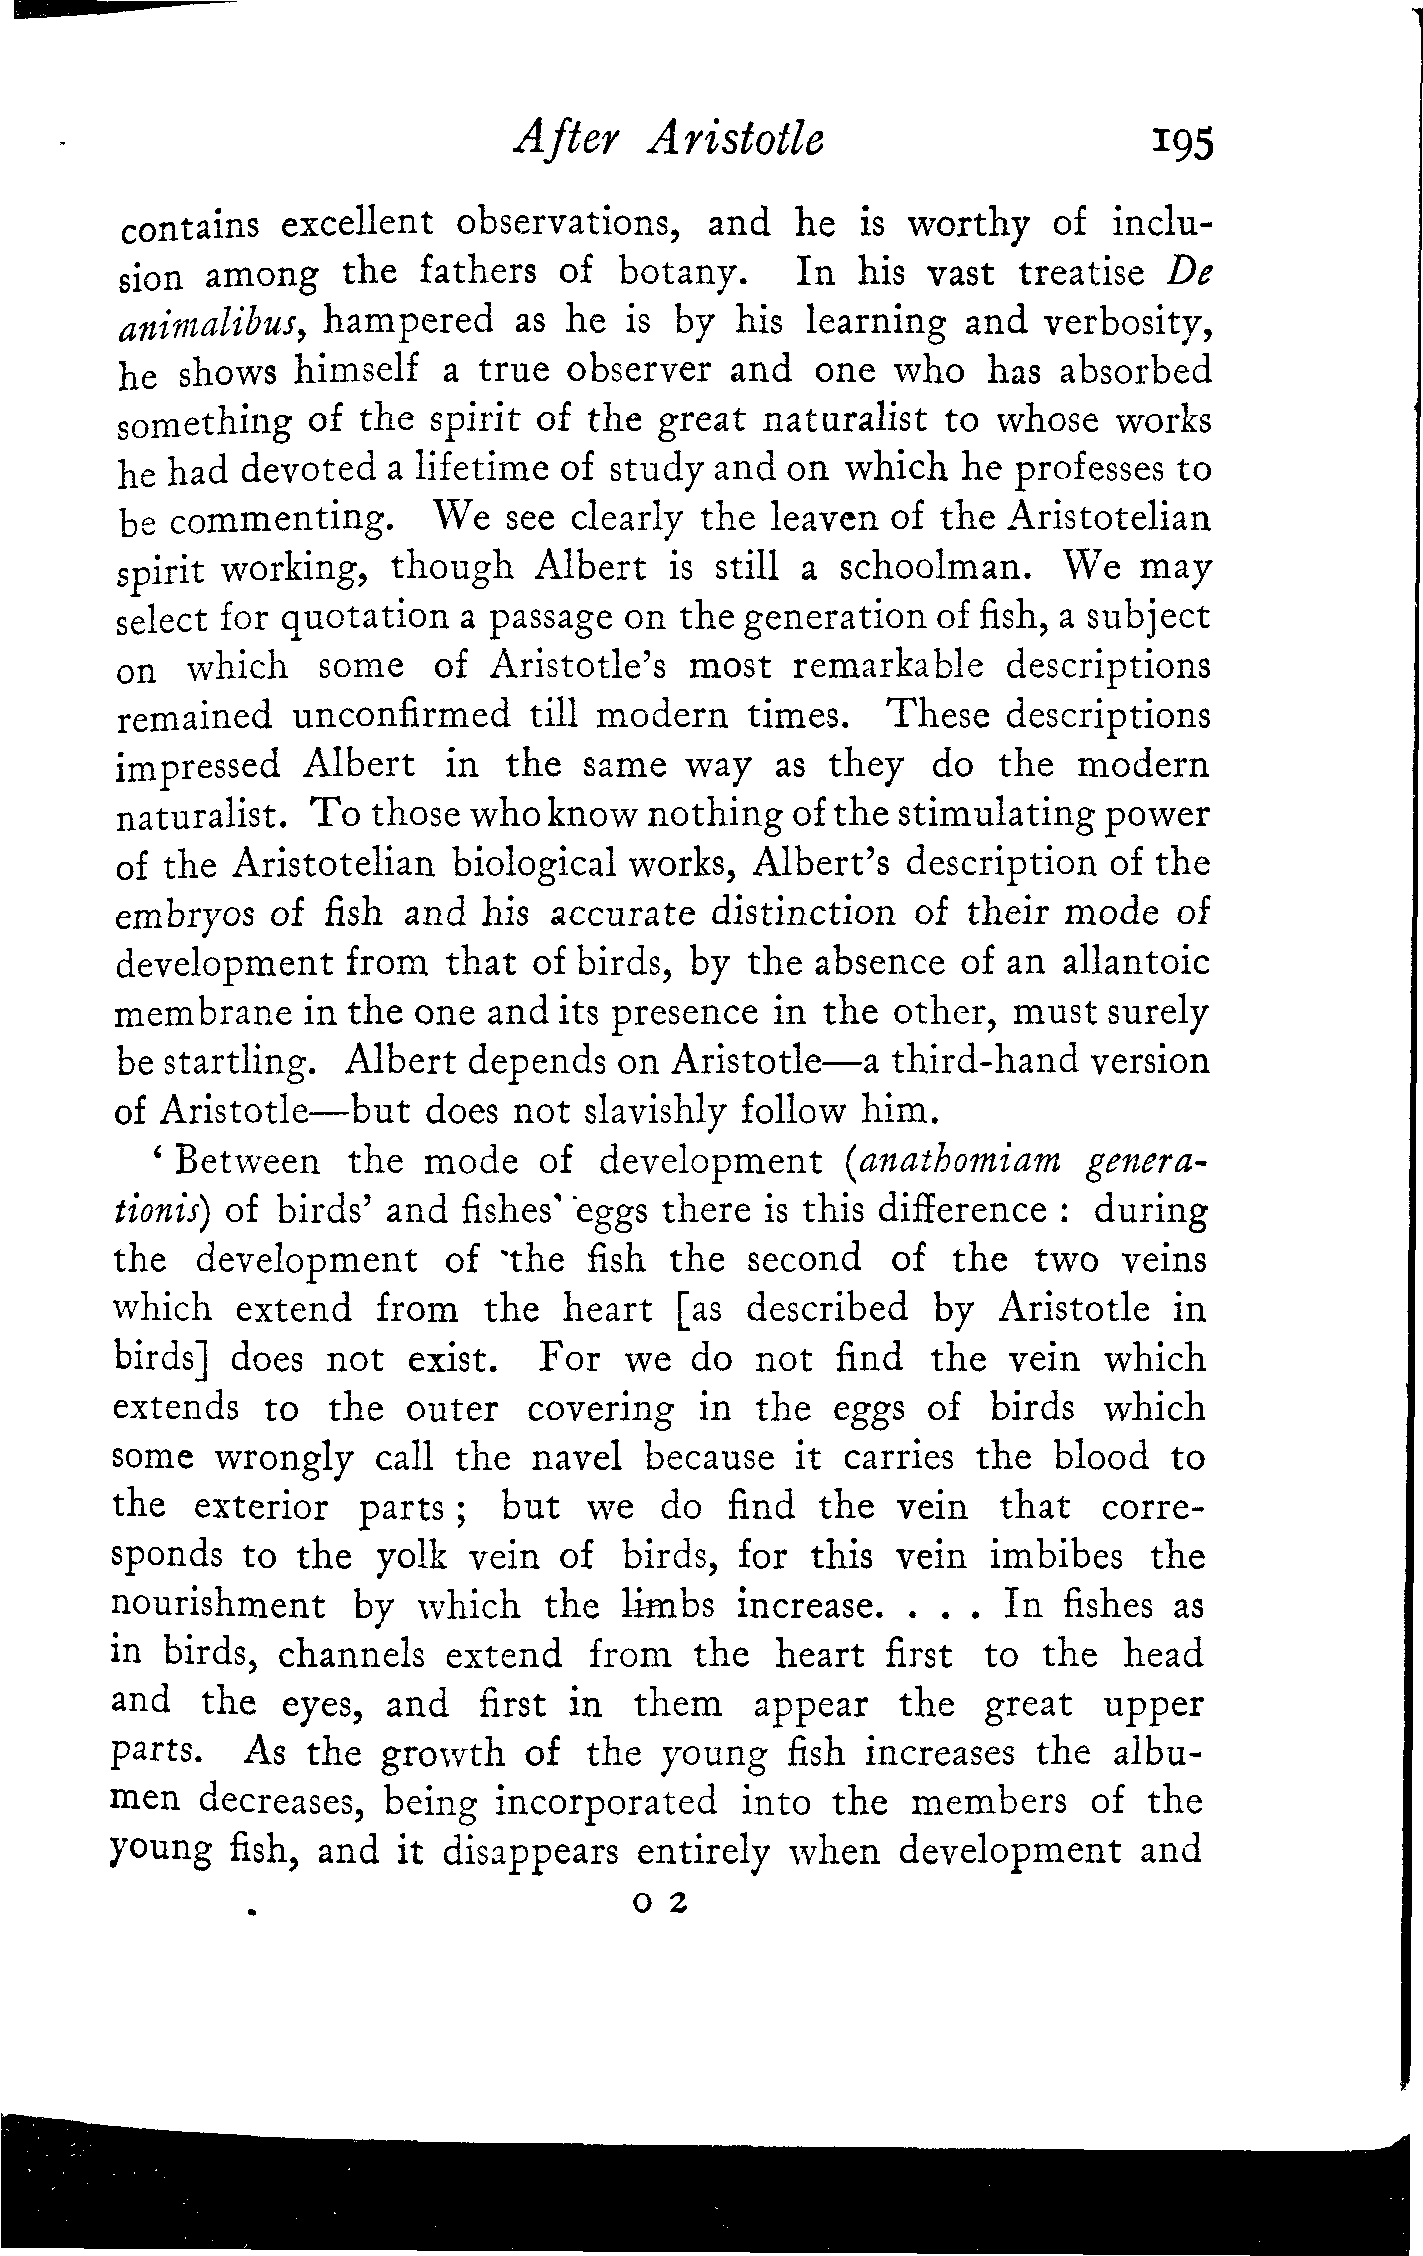 After Aristotle 195
contains excellent observations, and he is worthy of inclu-
sion among the fathers of botany. In his vast treatise De
animalibus, hampered as he is by his learning and verbosity,
he shows himself a true observer and one who has absorbed
something of the spirit of the great naturalist to whose works
he had devoted a lifetime of study and on which he professes to
be commenting. We see clearly the leaven of the Aristotelian
spirit working, though Albert is still a schoolman. We may
select for quotation a passage on the generation of fish, a subject
on which some of Aristotle's most remarkable descriptions
remained unconfirmed till modern times. These descriptions
impressed Albert in the same way as they do the modern
naturalist. To those who know nothing of the stimulating power
of the Aristotelian biological works, Albert's description of the
embryos of fish and his accurate distinction of their mode of
development from that of birds, by the absence of an allantoic
membrane in the one and its presence in the other, must surely
be startling. Albert depends on Aristotle—a third-hand version
of Aristotle—but does not slavishly follow him.
‘ Between the mode of development (anathomiam genera-
tionis) of birds' and fishes' eggs there is this difference : during
the development of the fish the second of the two veins
which extend from the heart [as described by Aristotle in
birds] does not exist. For we do not find the vein which
extends to the outer covering in the eggs of birds which
some wrongly call the navel because it carries the blood to
the exterior parts ; but we do find the vein that corre-
sponds to the yolk vein of birds, for this vein imbibes the
nourishment by which the limbs increase. . . . In fishes as
in birds, channels extend from the heart first to the head
and the eyes, and first in them appear the great upper
parts. As the growth of the young fish increases the albu-
men decreases, being incorporated into the members of the
young fish, and it disappears entirely when development and
O 2